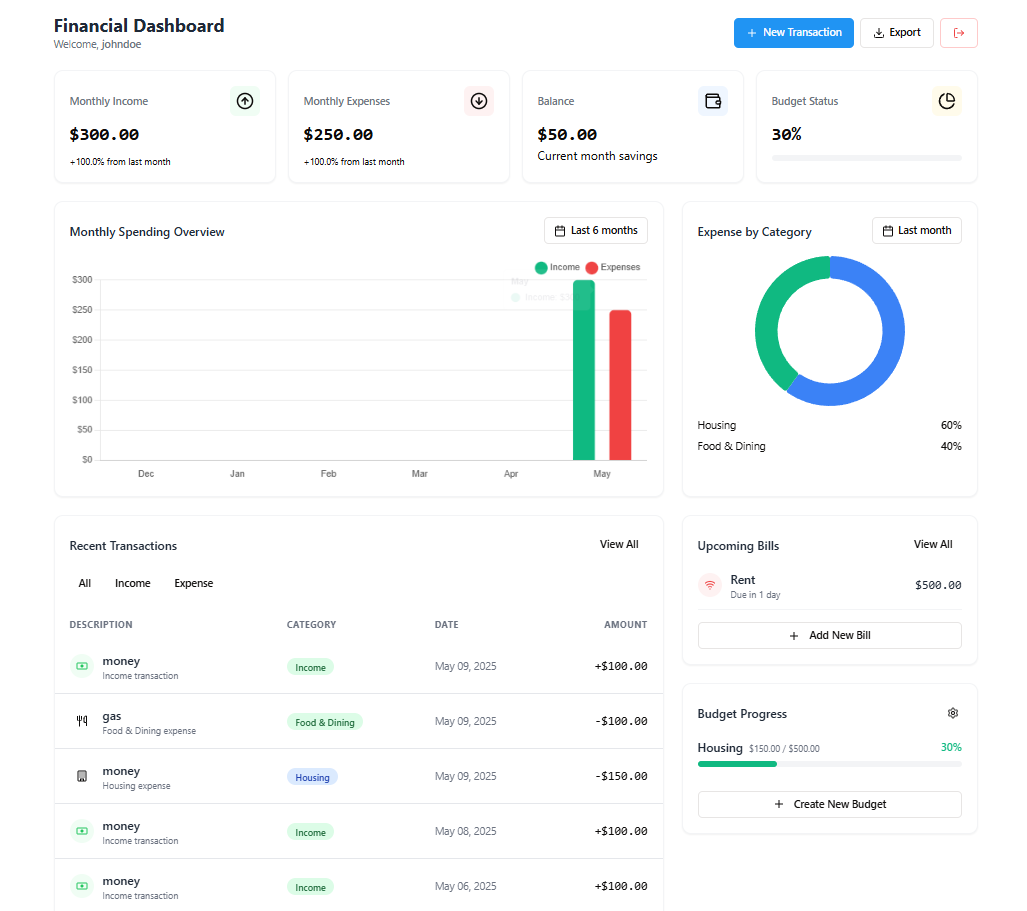 Financial Dashboard
Welcome, johndoe
New Transaction
Export
Monthly Income
$300.00
+100.0% from last month
Monthly Expenses
$250.00
+100.0% from last month
Balance
$50.00
Current month savings
Budget Status
30%
Monthly Spending Overview
Last 6 months
Income Expenses
May
Income: $300
$300
$250
$200
$150
$100
$50
$0
Dec Jan Feb Mar Apr May
Expense by Category
Last month
Housing 60%
Food & Dining 40%
Recent Transactions
View All
All Income Expense
DESCRIPTION CATEGORY DATE AMOUNT
money
Income transaction
Income May 09, 2025 +$100.00
gas
Food & Dining expense
Food & Dining May 09, 2025 -$100.00
money
Housing expense
Housing May 09, 2025 -$150.00
money
Income transaction
Income May 08, 2025 +$100.00
money
Income transaction
Income May 06, 2025 +$100.00
Upcoming Bills
View All
Rent
Due in 1 day
$500.00
Add New Bill
Budget Progress
Housing $150.00 / $500.00 30%
Create New Budget